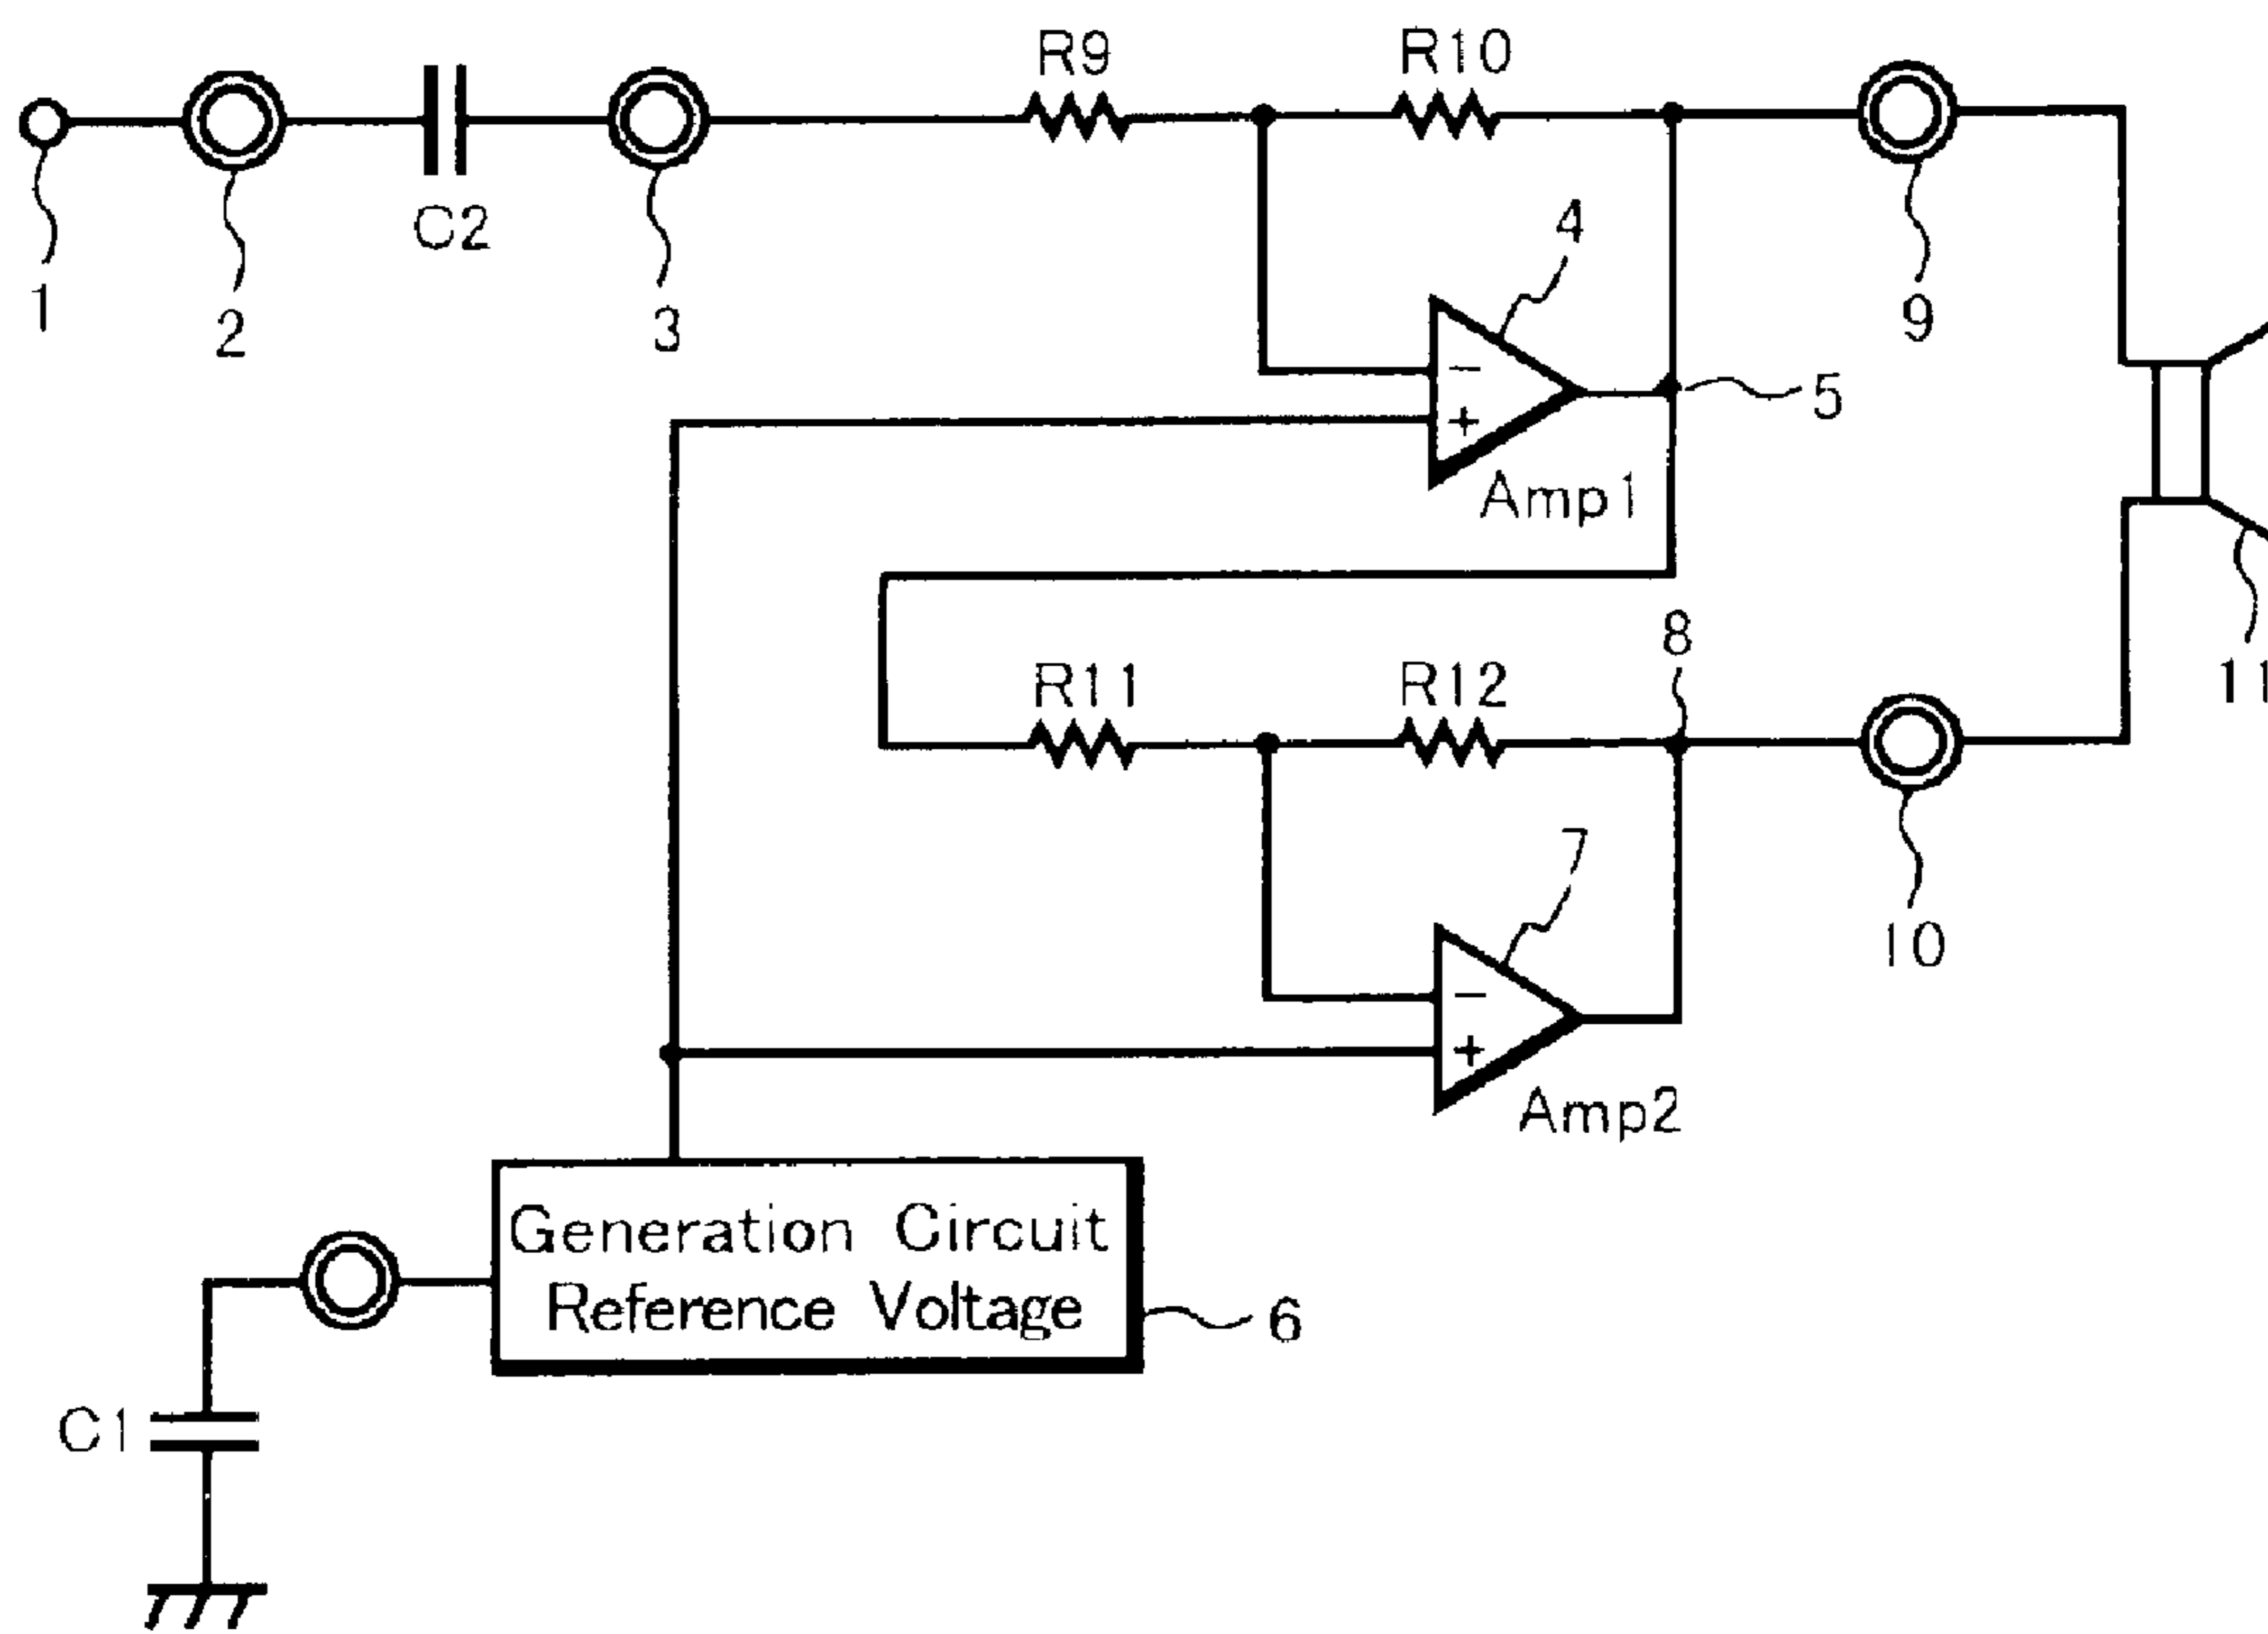 R9
R10
C2
1
2
3
4
9
5
Amp1
8
R11
R12
11
7
10
Amp2
Generation Circuit
Reference Voltage
6
C1